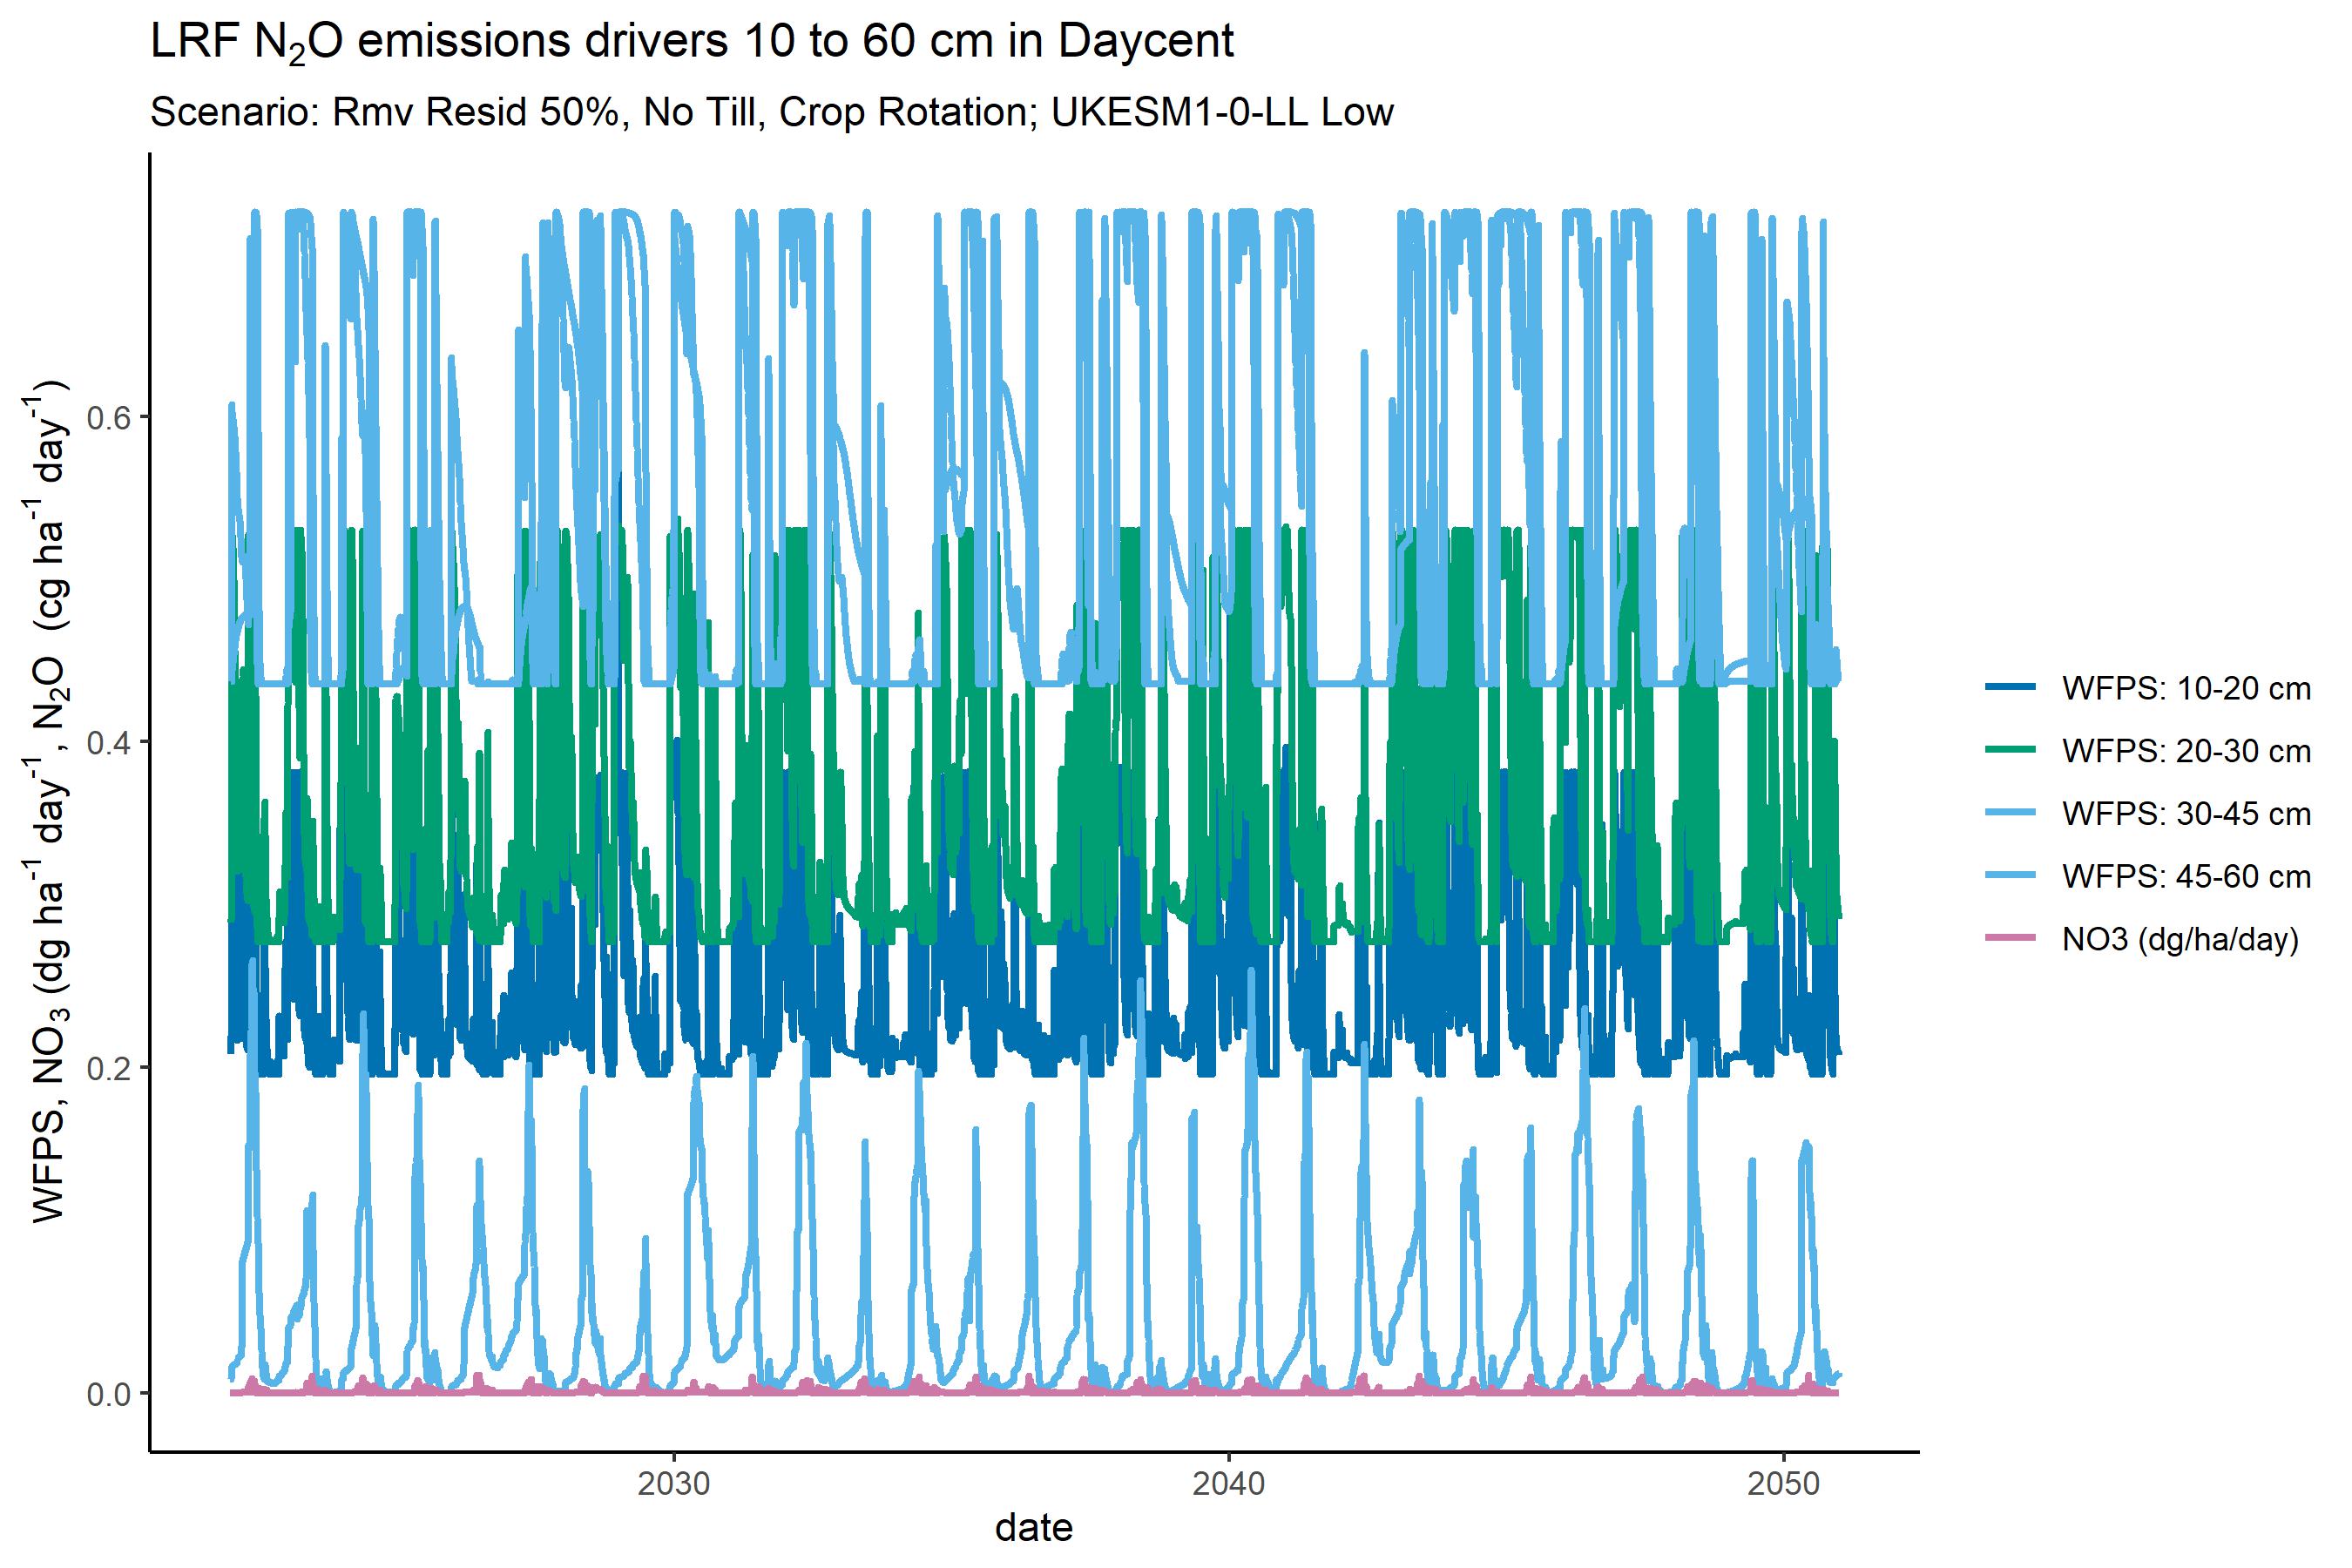 LRF N₂O emissions drivers 10 to 60 cm in Daycent
Scenario: Rmv Resid 50%, No Till, Crop Rotation; UKESM1-0-LL Low
WFPS, NO₃ (dg ha⁻¹ day⁻¹, N₂O (cg ha⁻¹ day⁻¹)
0.6
0.4
0.2
0.0
2030
2040
2050
date
WFPS: 10-20 cm
WFPS: 20-30 cm
WFPS: 30-45 cm
WFPS: 45-60 cm
NO3 (dg/ha/day)